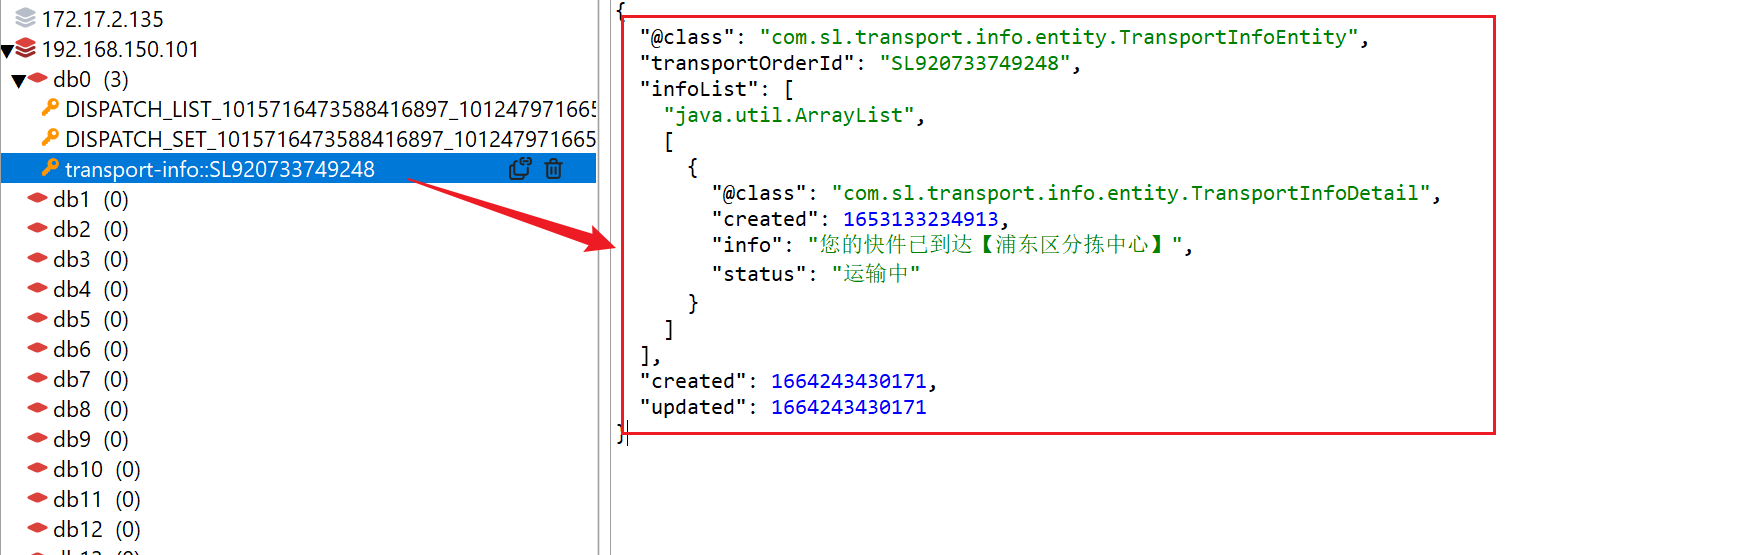 172.17.2.135
192.168.150.101
db0 (3)
DISPATCH_LIST_1015716473588416897_101247971665
DISPATCH_SET_1015716473588416897_101247971665
transport-info::SL920733749248
db1 (0)
db2 (0)
db3 (0)
db4 (0)
db5 (0)
db6 (0)
db7 (0)
db8 (0)
db9 (0)
db10 (0)
db11 (0)
db12 (0)
{
"@class": "com.sl.transport.info.entity.TransportInfoEntity",
"transportOrderId": "SL920733749248",
"infoList": [
"java.util.ArrayList",
[
{
"@class": "com.sl.transport.info.entity.TransportInfoDetail",
"created": 1653133234913,
"info": "您的快件已到达【浦东区分拣中心】",
"status": "运输中"
}
]
],
"created": 1664243430171,
"updated": 1664243430171
}